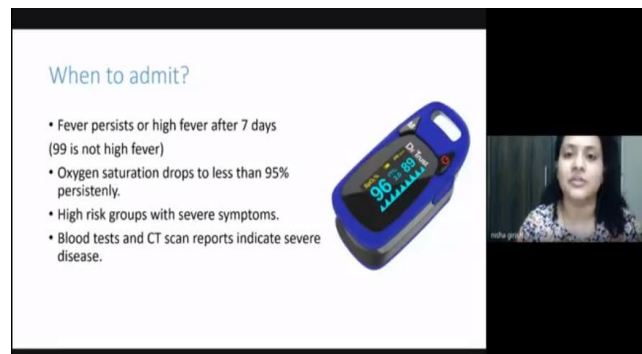 When to admit?
• Fever persists or high fever after 7 days
(99 is not high fever)
• Oxygen saturation drops to less than 95%
persistenly.
• High risk groups with severe symptoms.
• Blood tests and CT scan reports indicate severe
disease.
M
Dr Trust
96
89
nisha